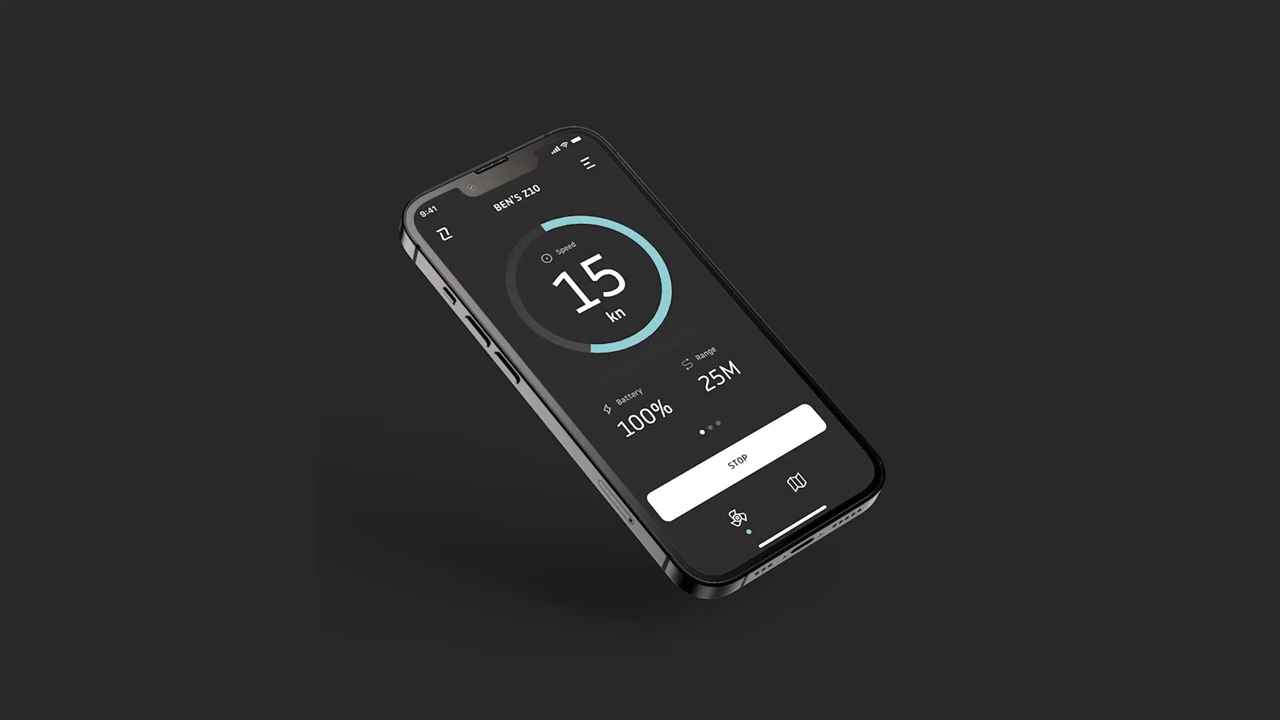 9:41
BEN'S Z10
Speed
15
kn
Battery
100%
Range
25M
STOP